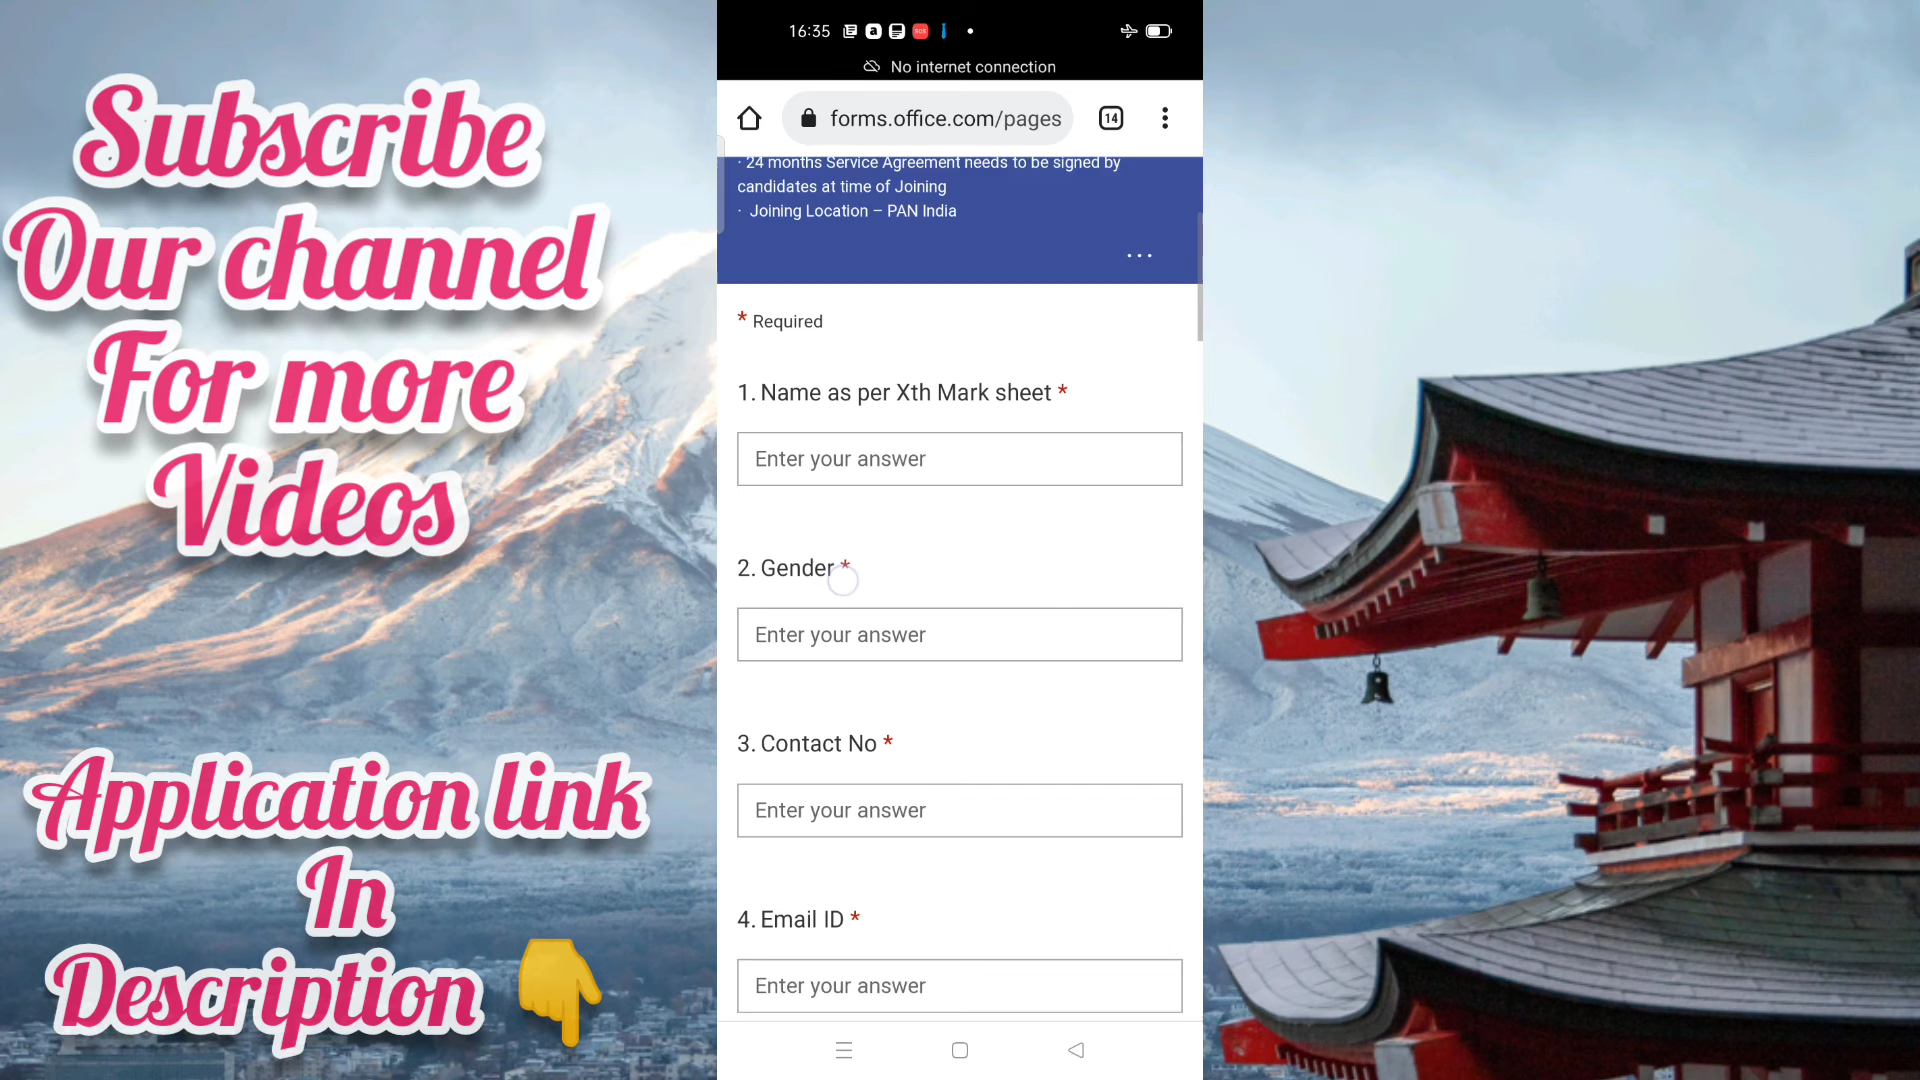 Subscribe
Our channel
For more
Videos
Application link
In
Description
16:35
No internet connection
forms.office.com/pages
14
· 24 months Service Agreement needs to be signed by
candidates at time of Joining
· Joining Location – PAN India
...
* Required
1. Name as per Xth Mark sheet *
Enter your answer
2. Gender *
Enter your answer
3. Contact No *
Enter your answer
4. Email ID *
Enter your answer